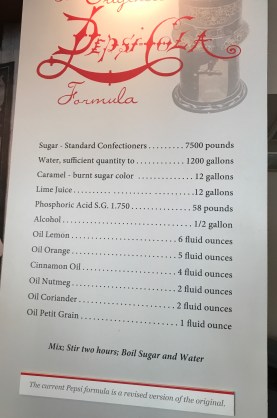 Original
Pepsi-Cola
Formula
Sugar - Standard Confectioners ........... 7500 pounds
Water, sufficient quantity to ........... 1200 gallons
Caramel - burnt sugar color ............. 12 gallons
Lime Juice ........... 12 gallons
Phosphoric Acid S.G. 1.750 ........... 58 pounds
Alcohol ........... 1/2 gallon
Oil Lemon ........... 6 fluid ounces
Oil Orange ........... 5 fluid ounces
Cinnamon Oil ........... 4 fluid ounces
Oil Nutmeg ........... 2 fluid ounces
Oil Coriander ........... 2 fluid ounces
Oil Petit Grain ........... 1 fluid ounce
Mix; Stir two hours; Boil Sugar and Water
The current Pepsi formula is a revised version of the original.